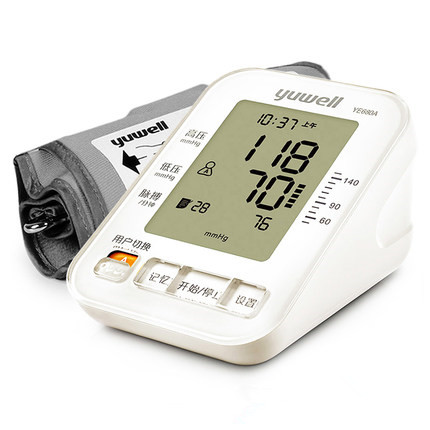 yuwell
yuwell
YE680A
10:37 上午
高压
mmHg
118
低压
mmHg
70
脉搏
/分钟
28
76
mmHg
140
90
60
用户切换
A
记忆
开始/停止
设置